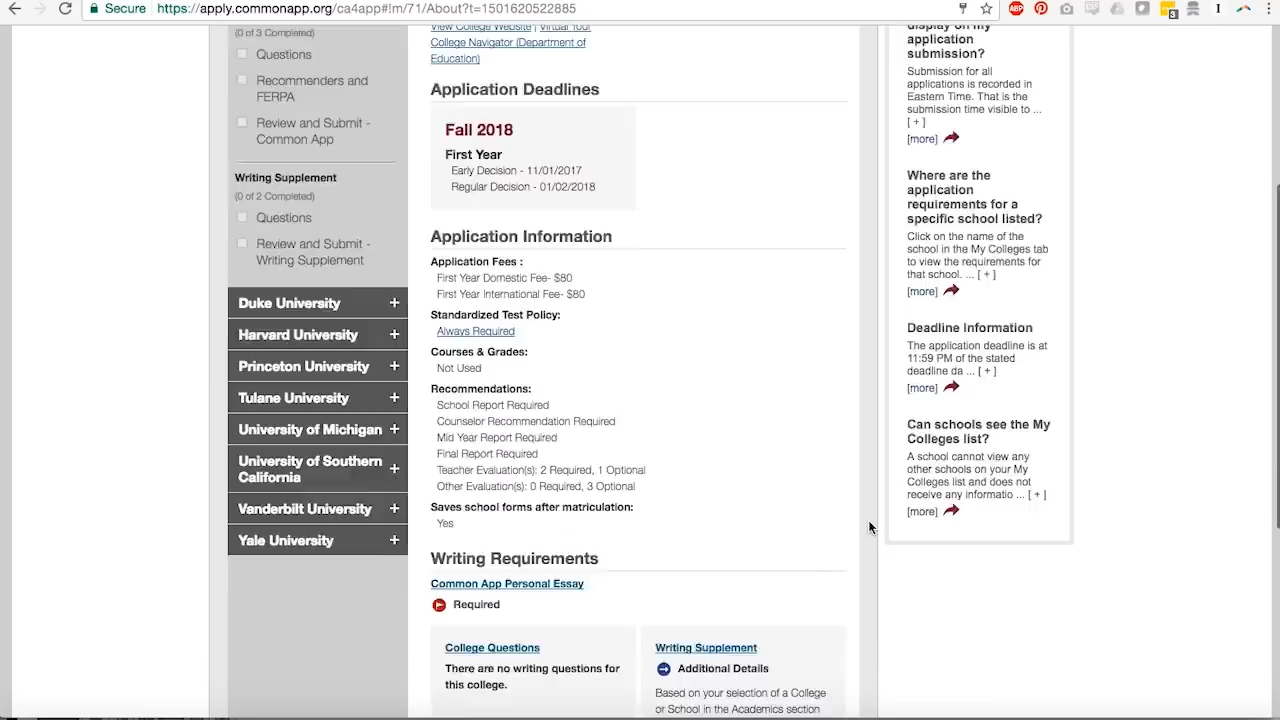 Secure
https://apply.commonapp.org/ca4app#lm/71/About?t=1501620522885
ABP
3
(0 of 3 Completed)
Questions
Recommenders and
FERPA
Review and Submit -
Common App
Writing Supplement
(0 of 2 Completed)
Questions
Review and Submit -
Writing Supplement
Duke University +
Harvard University +
Princeton University +
Tulane University +
University of Michigan +
University of Southern
California +
Vanderbilt University +
Yale University +
View College Website | Virtual Tour
College Navigator (Department of
Education)
Application Deadlines
Fall 2018
First Year
Early Decision - 11/01/2017
Regular Decision - 01/02/2018
Application Information
Application Fees :
First Year Domestic Fee- $80
First Year International Fee- $80
Standardized Test Policy:
Always Required
Courses & Grades:
Not Used
Recommendations:
School Report Required
Counselor Recommendation Required
Mid Year Report Required
Final Report Required
Teacher Evaluation(s): 2 Required, 1 Optional
Other Evaluation(s): 0 Required, 3 Optional
Saves school forms after matriculation:
Yes
Writing Requirements
Common App Personal Essay
Required
College Questions
There are no writing questions for
this college.
Writing Supplement
Additional Details
Based on your selection of a College
or School in the Academics section
display on my
application
submission?
Submission for all
applications is recorded in
Eastern Time. That is the
submission time visible to ...
[ + ]
[more]
Where are the
application
requirements for a
specific school listed?
Click on the name of the
school in the My Colleges tab
to view the requirements for
that school. ... [ + ]
[more]
Deadline Information
The application deadline is at
11:59 PM of the stated
deadline da ... [ + ]
[more]
Can schools see the My
Colleges list?
A school cannot view any
other schools on your My
Colleges list and does not
receive any informatio ... [ + ]
[more]